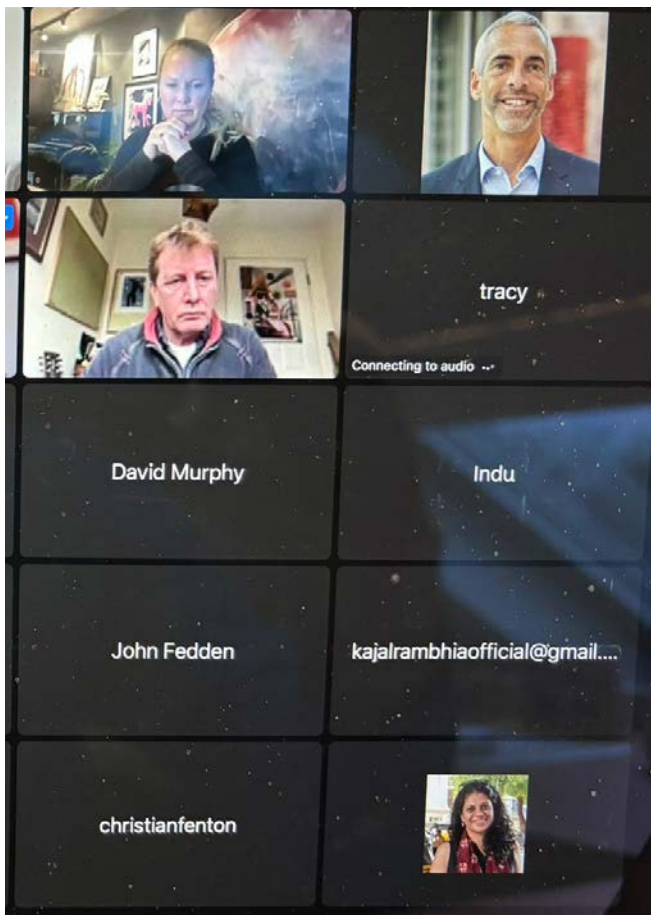 tracy
Connecting to audio ...
David Murphy
Indu
John Fedden
kajalrambhiaofficial@gmail....
christianfenton